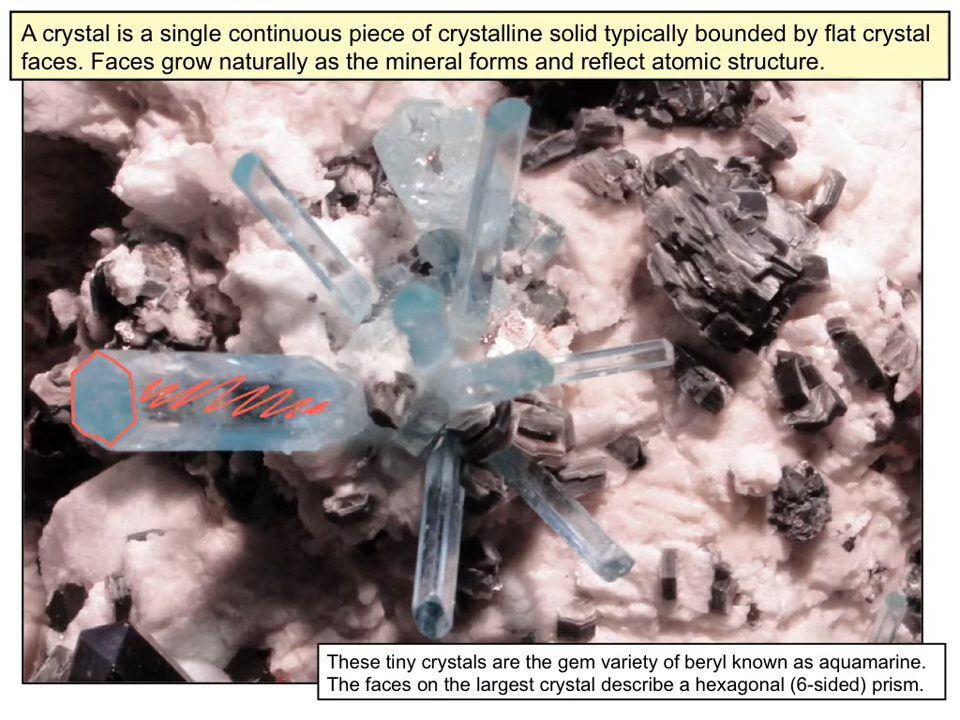 A crystal is a single continuous piece of crystalline solid typically bounded by flat crystal
faces. Faces grow naturally as the mineral forms and reflect atomic structure.
These tiny crystals are the gem variety of beryl known as aquamarine.
The faces on the largest crystal describe a hexagonal (6-sided) prism.